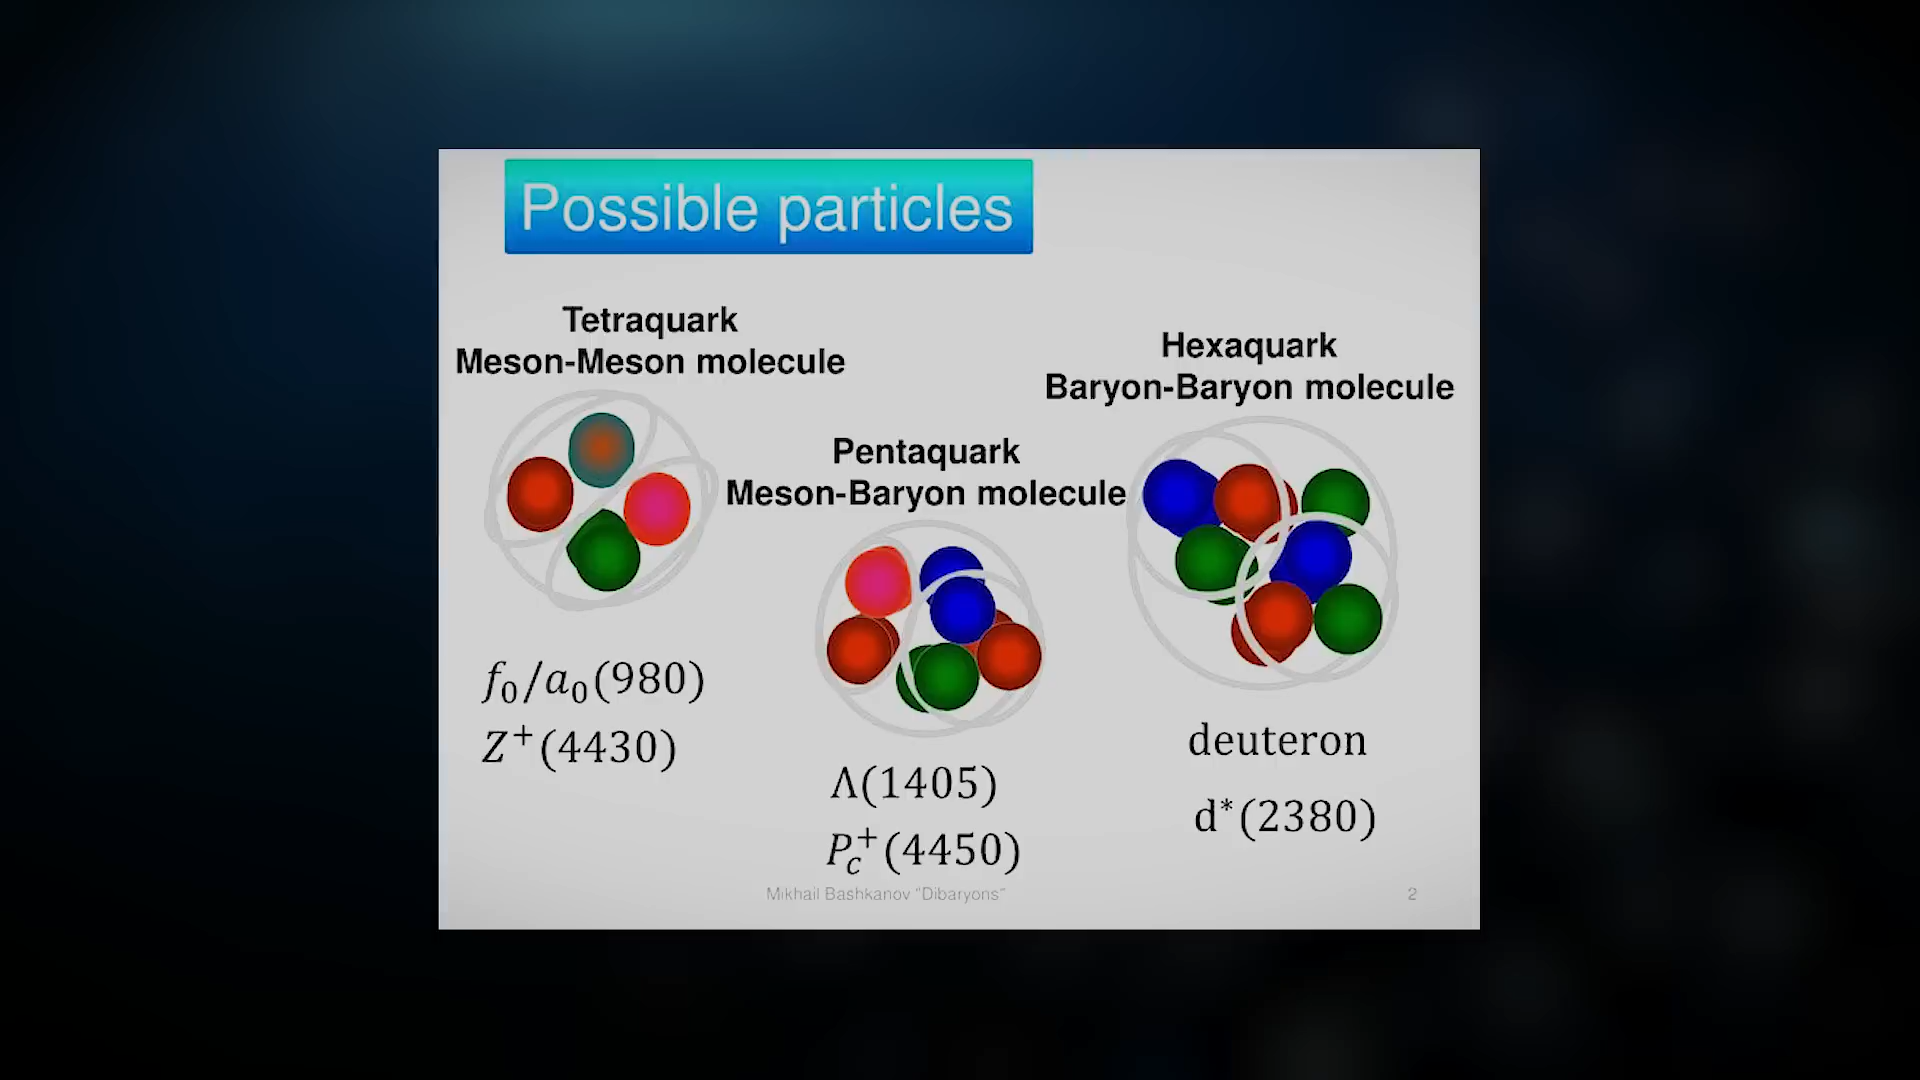 Possible particles
Tetraquark
Meson-Meson molecule
f₀/a₀(980)
Z⁺(4430)
Pentaquark
Meson-Baryon molecule
Λ(1405)
P_c⁺(4450)
Hexaquark
Baryon-Baryon molecule
deuteron
d*(2380)
Mikhail Bashkanov "Dibaryons"
2